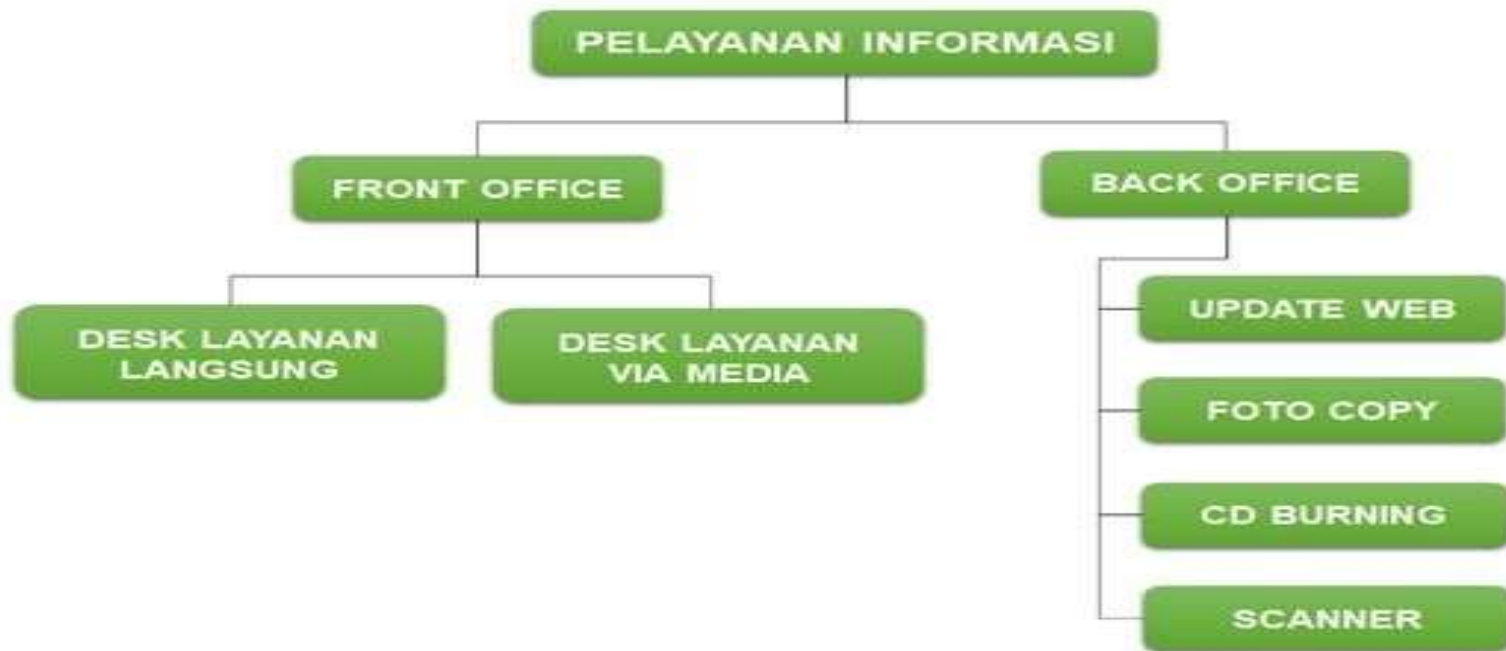 PELAYANAN INFORMASI
FRONT OFFICE
BACK OFFICE
DESK LAYANAN
LANGSUNG
DESK LAYANAN
VIA MEDIA
UPDATE WEB
FOTO COPY
CD BURNING
SCANNER